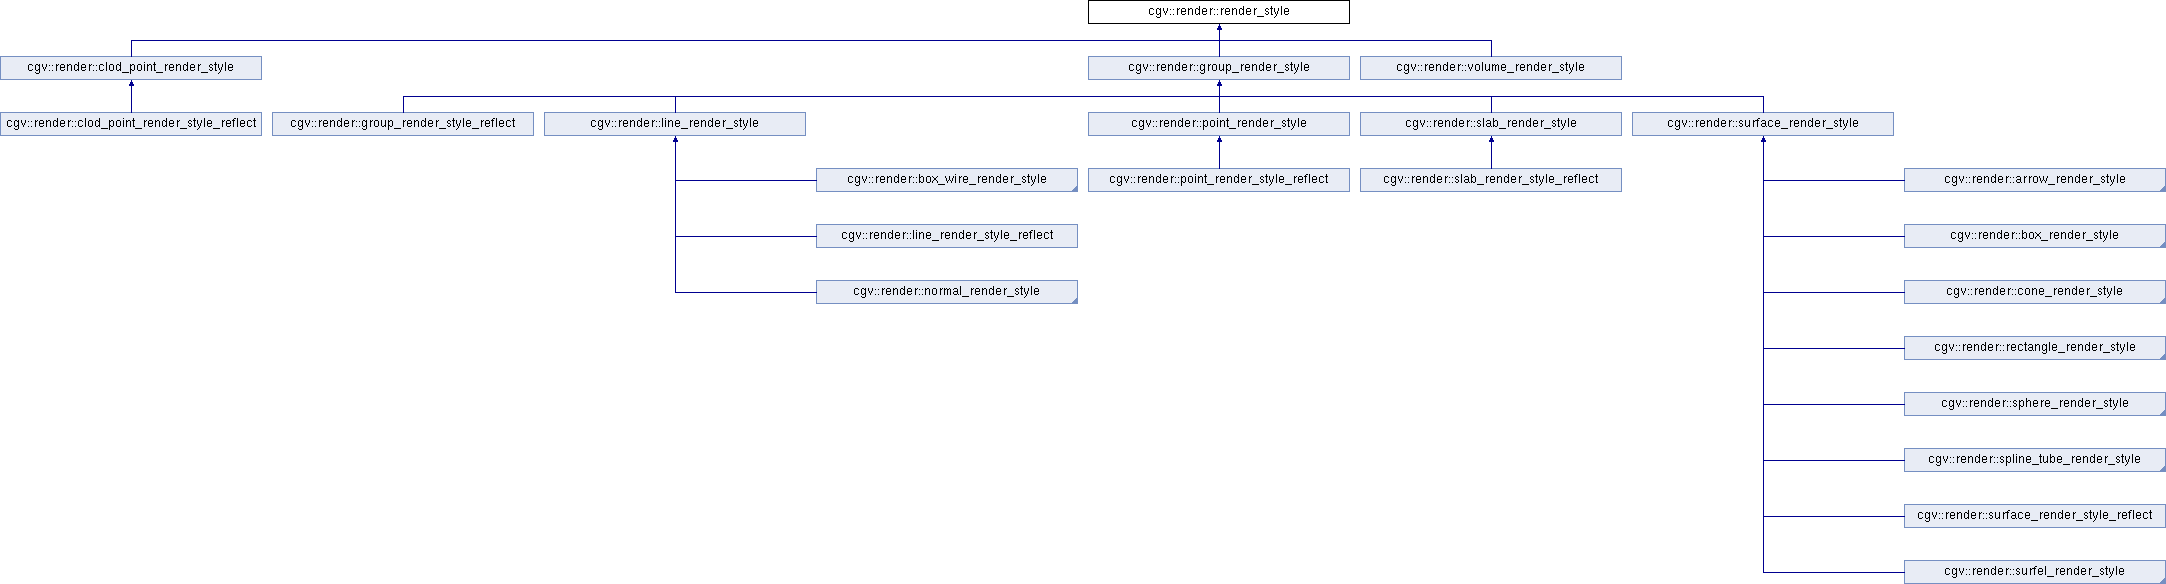 cgv::render::render_style
cgv::render::clod_point_render_style
cgv::render::group_render_style
cgv::render::volume_render_style
cgv::render::clod_point_render_style_reflect
cgv::render::group_render_style_reflect
cgv::render::line_render_style
cgv::render::point_render_style
cgv::render::slab_render_style
cgv::render::surface_render_style
cgv::render::box_wire_render_style
cgv::render::point_render_style_reflect
cgv::render::slab_render_style_reflect
cgv::render::arrow_render_style
cgv::render::line_render_style_reflect
cgv::render::box_render_style
cgv::render::normal_render_style
cgv::render::cone_render_style
cgv::render::rectangle_render_style
cgv::render::sphere_render_style
cgv::render::spline_tube_render_style
cgv::render::surface_render_style_reflect
cgv::render::surfel_render_style